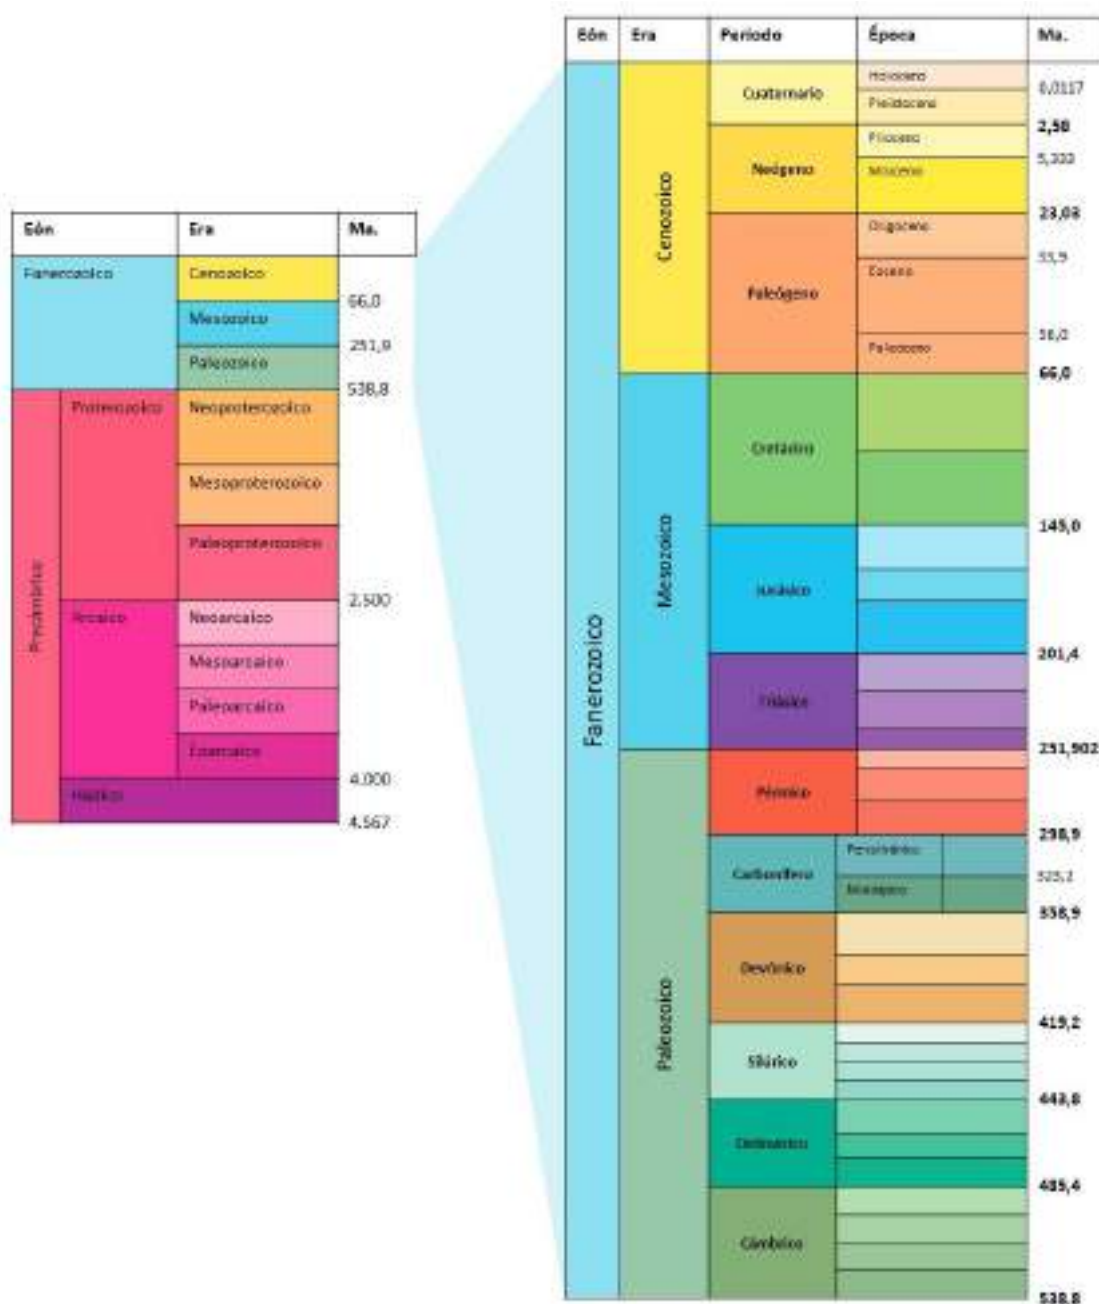 Eón Era Ma.
Fanerozoico Cenozoico
66,0
Mesozoico
251,9
Paleozoico
538,8
Precámbrico
Proterozoico Neoproterozoico
Mesoproterozoico
Paleoproterozoico
2.500
Arcaico Neoarcaico
Mesoarcaico
Paleoarcaico
Eoarcaico
4.000
Hádico
4.567
Eón Era Periodo Época Ma.
Fanerozoico
Cenozoico
Cuaternario
Holoceno
0,0117
Pleistoceno
2,58
Neógeno
Plioceno
5,333
Mioceno
23,03
Paleógeno
Oligoceno
33,9
Eoceno
56,0
Paleoceno
66,0
Mesozoico
Cretácico
145,0
Jurásico
201,4
Triásico
251,902
Paleozoico
Pérmico
298,9
Carbonífero
323,2
358,9
Devónico
419,2
Silúrico
443,8
Ordovícico
485,4
Cámbrico
538,8